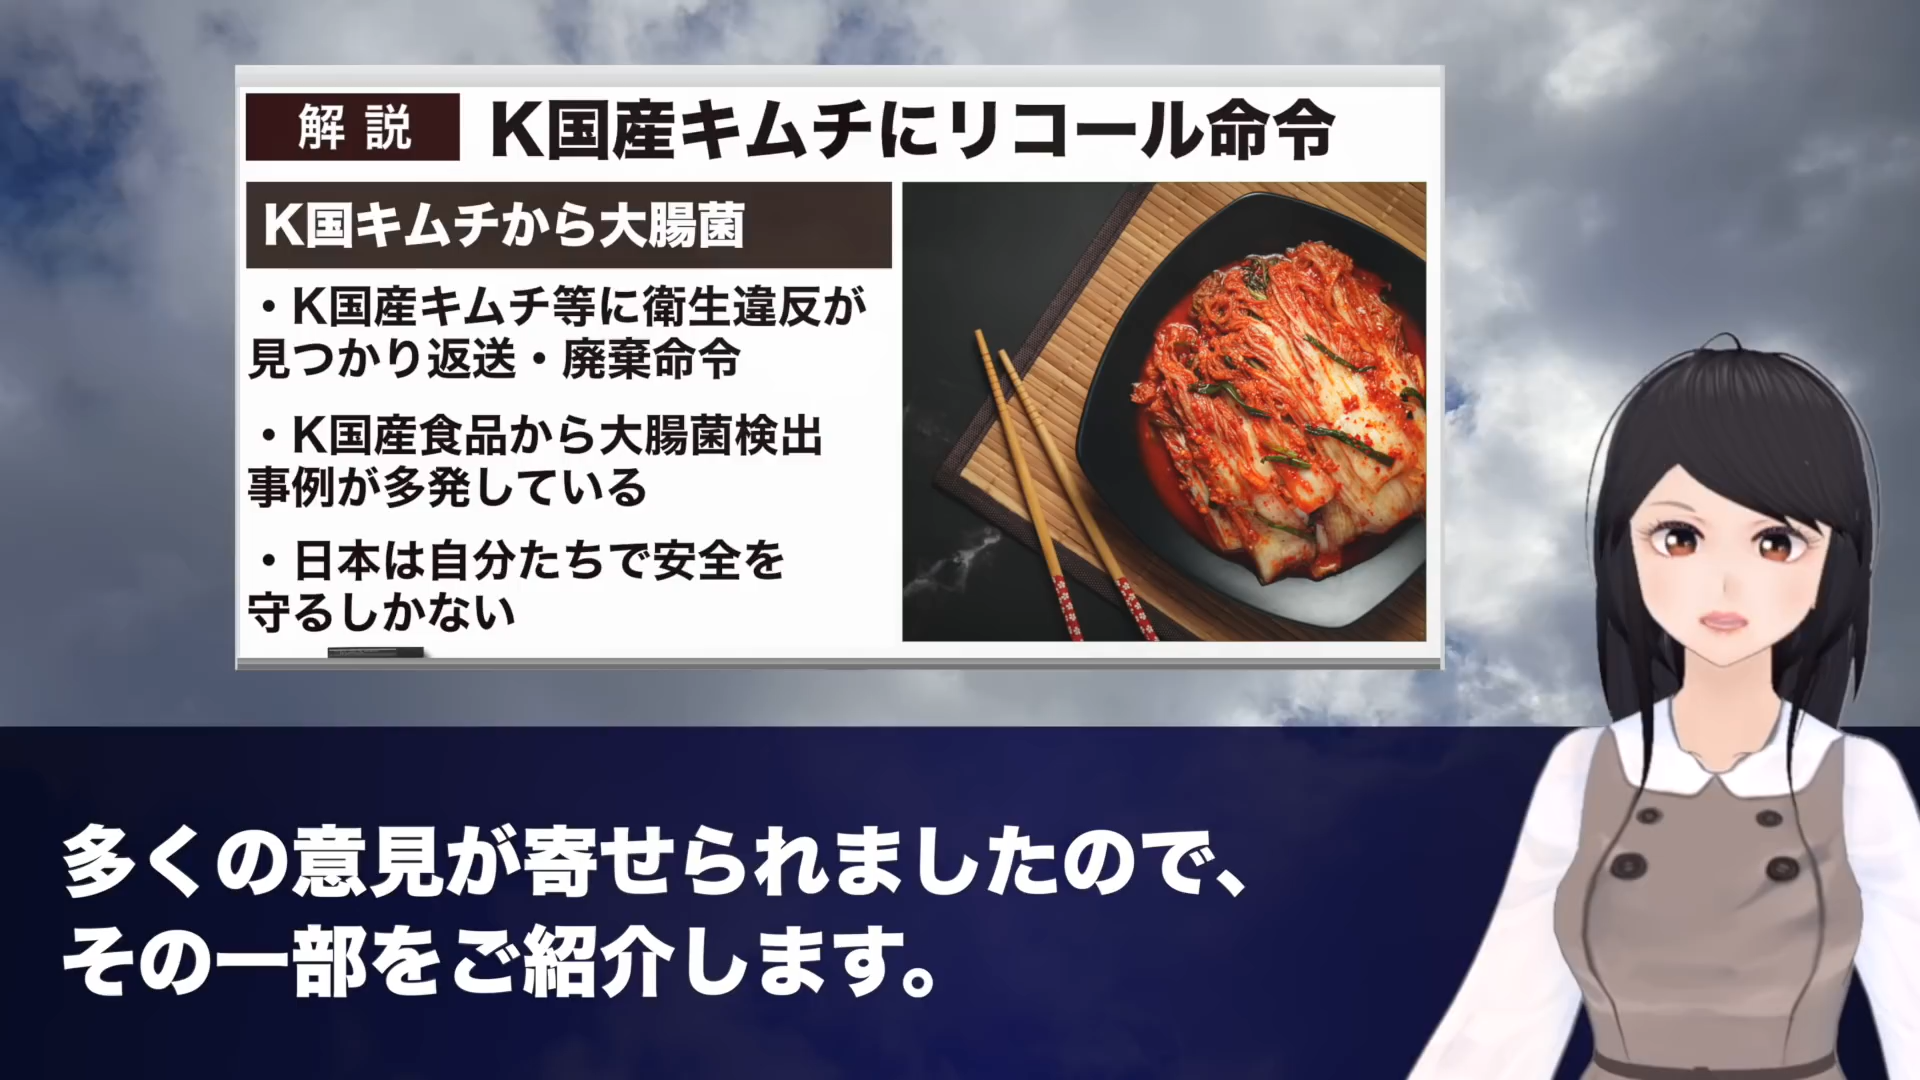 解説
K国産キムチにリコール命令
K国キムチから大腸菌
・K国産キムチ等に衛生違反が
見つかり返送・廃棄命令
・K国産食品から大腸菌検出
事例が多発している
・日本は自分たちで安全を
守るしかない
多くの意見が寄せられましたので、
その一部をご紹介します。